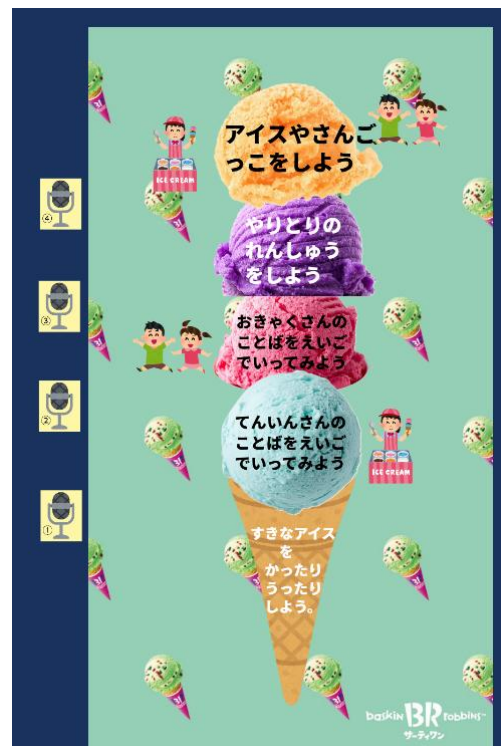 アイスやさんご
っこをしよう
ICE CREAM
やりとりの
れんしゅう
をしよう
④
おきゃくさんの
ことばをえいご
でいってみよう
③
てんいんさんの
ことばをえいご
でいってみよう
ICE CREAM
②
すきなアイス
を
かったり
うったり
しよう。
①
baskin BR robbins
サーティワン